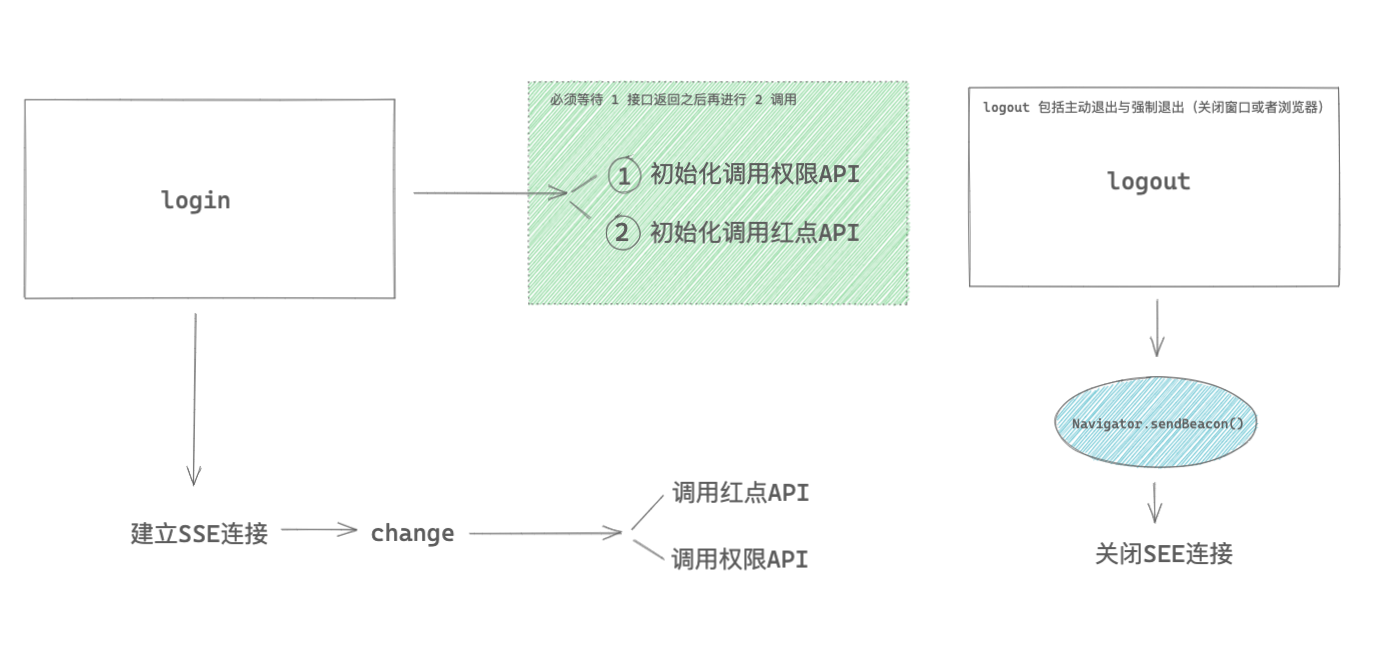 login
必须等待 1 接口返回之后再进行 2 调用
1 初始化调用权限API
2 初始化调用红点API
logout 包括主动退出与强制退出（关闭窗口或者浏览器）
logout
Navigator.sendBeacon()
关闭SEE连接
建立SSE连接
change
调用红点API
调用权限API